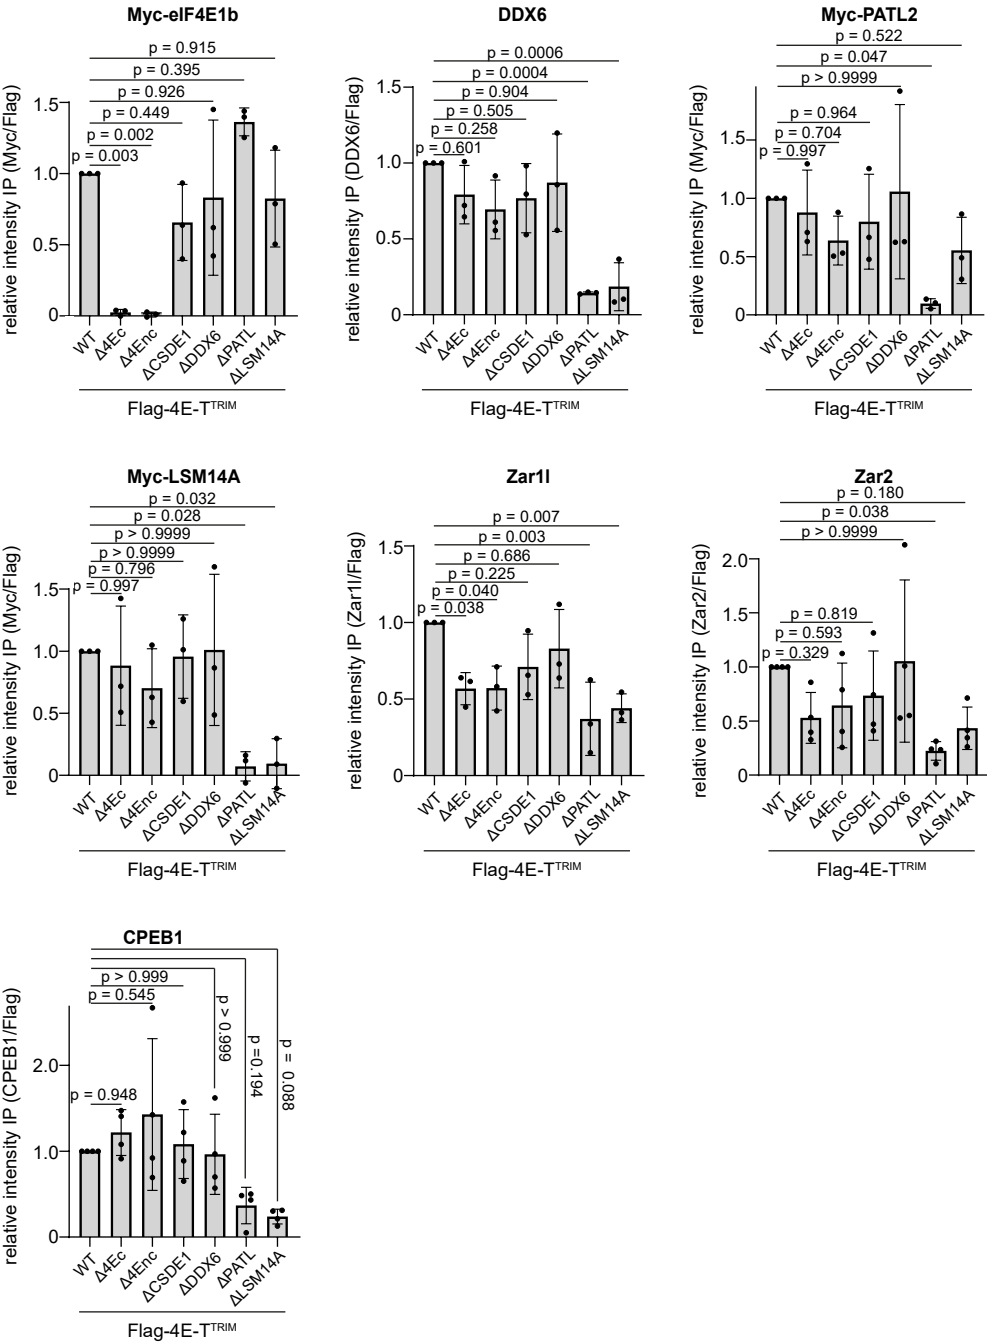 Myc-eIF4E1b
p = 0.915
p = 0.395
p = 0.926
p = 0.449
p = 0.002
p = 0.003
relative intensity IP (Myc/Flag)
1.5
1.0
0.5
0
WT
Δ4Ec
Δ4Enc
ΔCSDE1
ΔDDX6
ΔPATL
ΔLSM14A
Flag-4E-T^TRIM
DDX6
p = 0.0006
p = 0.0004
p = 0.904
p = 0.505
p = 0.258
p = 0.601
relative intensity IP (DDX6/Flag)
1.5
1.0
0.5
0
WT
Δ4Ec
Δ4Enc
ΔCSDE1
ΔDDX6
ΔPATL
ΔLSM14A
Flag-4E-T^TRIM
Myc-PATL2
p = 0.522
p = 0.047
p > 0.9999
p = 0.964
p = 0.704
p = 0.997
relative intensity IP (Myc/Flag)
1.5
1.0
0.5
0
WT
Δ4Ec
Δ4Enc
ΔCSDE1
ΔDDX6
ΔPATL
ΔLSM14A
Flag-4E-T^TRIM
Myc-LSM14A
p = 0.032
p = 0.028
p > 0.9999
p > 0.9999
p = 0.796
p = 0.997
relative intensity IP (Myc/Flag)
1.5
1.0
0.5
0
WT
Δ4Ec
Δ4Enc
ΔCSDE1
ΔDDX6
ΔPATL
ΔLSM14A
Flag-4E-T^TRIM
Zar1l
p = 0.007
p = 0.003
p = 0.686
p = 0.225
p = 0.040
p = 0.038
relative intensity IP (Zar1l/Flag)
1.5
1.0
0.5
0
WT
Δ4Ec
Δ4Enc
ΔCSDE1
ΔDDX6
ΔPATL
ΔLSM14A
Flag-4E-T^TRIM
Zar2
p = 0.180
p = 0.038
p > 0.9999
p = 0.819
p = 0.593
p = 0.329
relative intensity IP (Zar2/Flag)
2.0
1.5
1.0
0.5
0
WT
Δ4Ec
Δ4Enc
ΔCSDE1
ΔDDX6
ΔPATL
ΔLSM14A
Flag-4E-T^TRIM
CPEB1
p > 0.999
p = 0.545
p = 0.948
p > 0.999
p =0.194
p = 0.088
relative intensity IP (CPEB1/Flag)
2.0
1.0
0
WT
Δ4Ec
Δ4Enc
ΔCSDE1
ΔDDX6
ΔPATL
ΔLSM14A
Flag-4E-T^TRIM